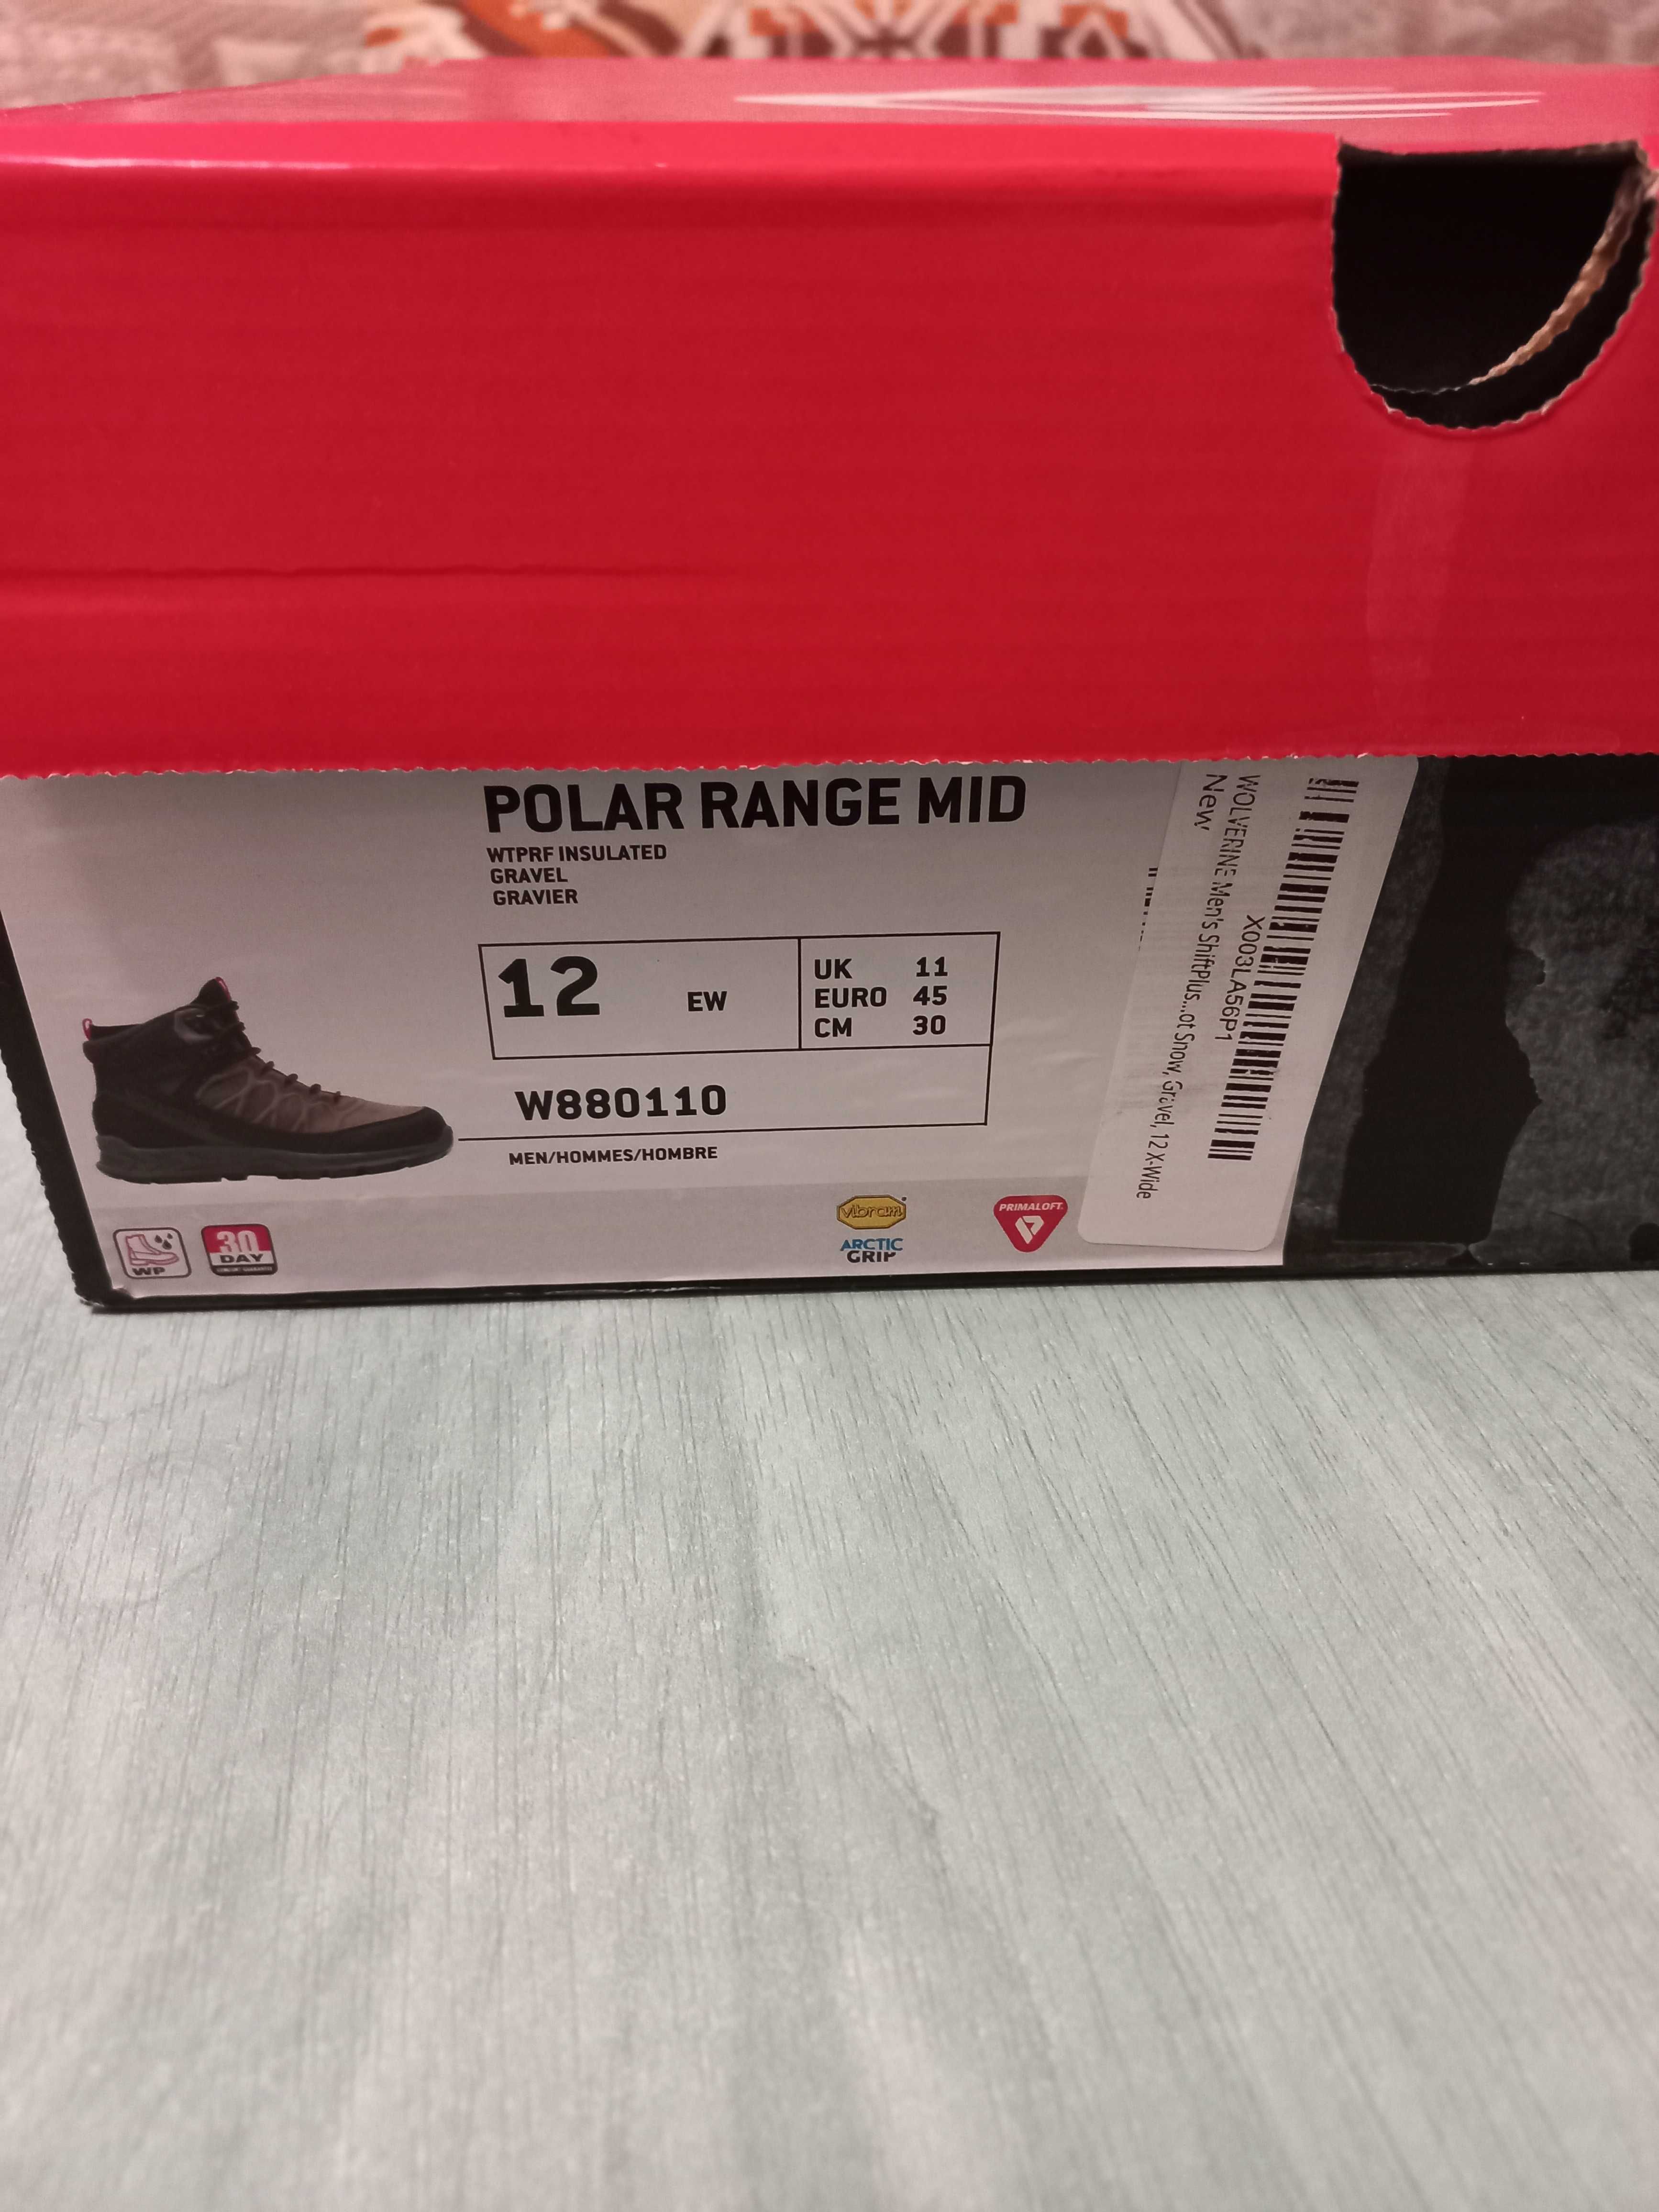 POLAR RANGE MID
WTPRF INSULATED
GRAVEL
GRAVIER
12 EW
UK 11
EURO 45
CM 30
W880110
MEN/HOMMES/HOMBRE
WP
30
DAY
vibram
ARCTIC
GRIP
PRIMALOFT
X003LA56P1
WOLVERINE Men's ShiftPlus...ot Snow, Gravel, 12 X-Wide
New